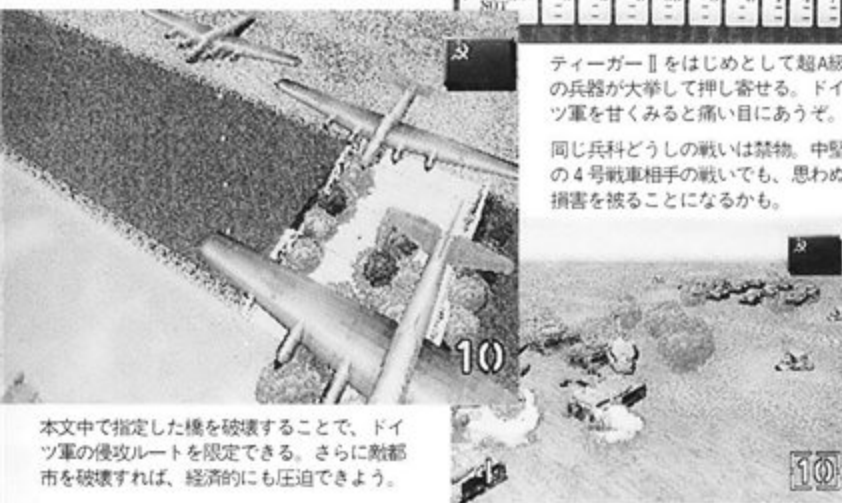 SUT
ティーガーⅡをはじめとして超A級
の兵器が大挙して押し寄せる。ドイ
ツ軍を甘くみると痛い目にあうぞ。
同じ兵科どうしの戦いは禁物。中堅
の4号戦車相手の戦いでも、思わぬ
損害を被ることになるかも。
10
10
本文中で指定した橋を破壊することで、ドイ
ツ軍の侵攻ルートを限定できる。さらに敵都
市を破壊すれば、経済的にも圧迫できよう。